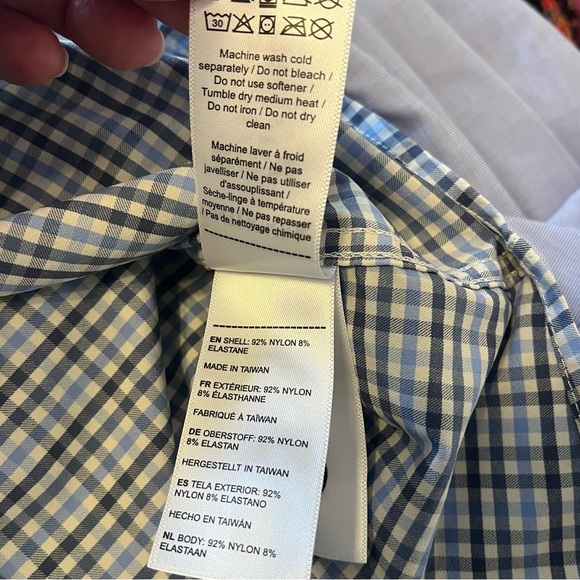 30
Machine wash cold
separately / Do not bleach /
Do not use softener /
Tumble dry medium heat /
Do not iron / Do not dry
clean
Machine laver à froid
séparément / Ne pas
javelliser / Ne pas utiliser
d'assouplissant /
Sèche-linge à température
moyenne / Ne pas repasser
/ Pas de nettoyage chimique
EN SHELL: 92% NYLON 8%
ELASTANE
MADE IN TAIWAN
FR EXTÉRIEUR: 92% NYLON
8% ÉLASTHANNE
FABRIQUÉ À TAÏWAN
DE OBERSTOFF: 92% NYLON
8% ELASTAN
HERGESTELLT IN TAIWAN
ES TELA EXTERIOR: 92%
NYLON 8% ELASTANO
HECHO EN TAIWÁN
NL BODY: 92% NYLON 8%
ELASTAAN